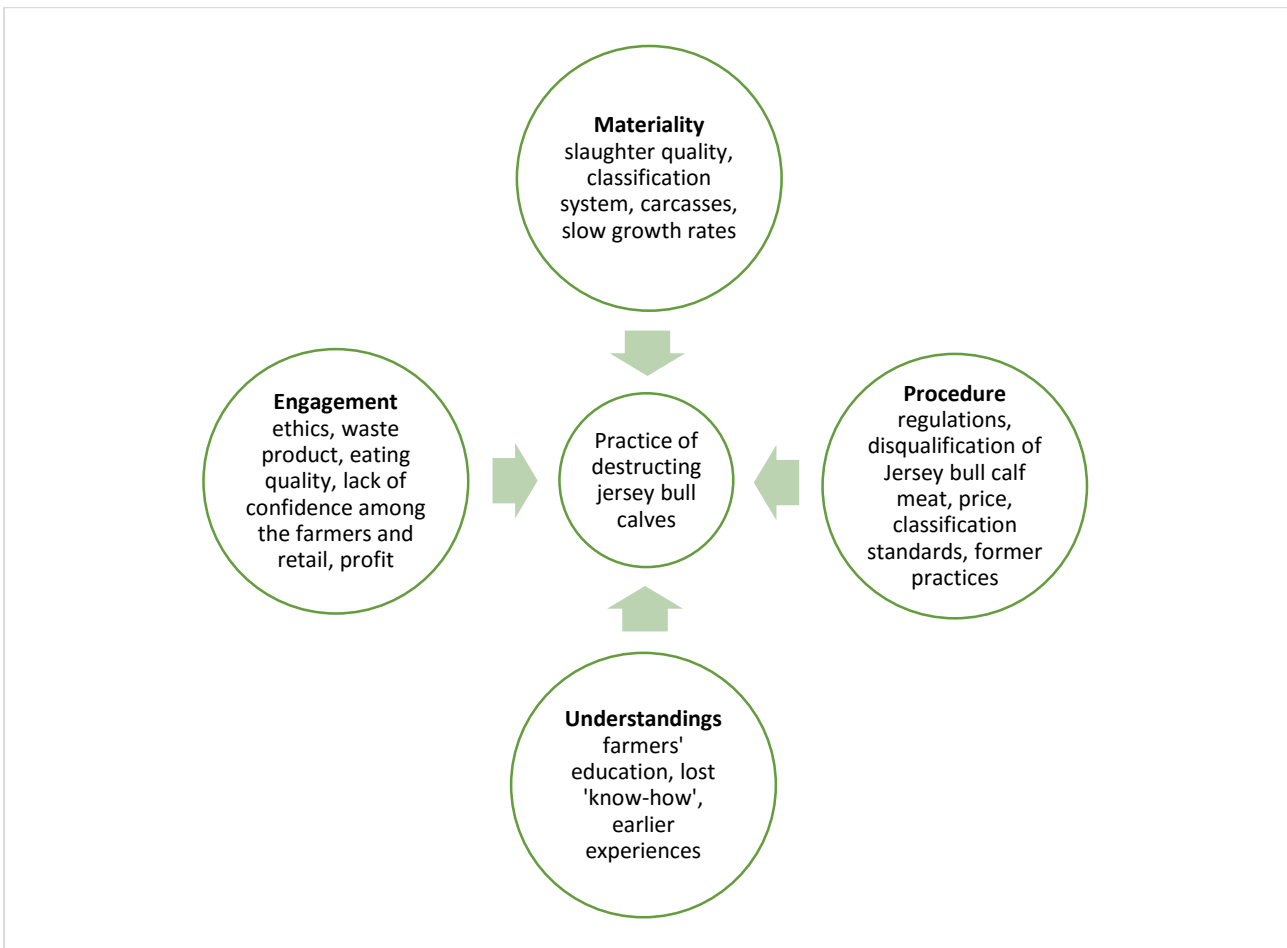 Materiality
slaughter quality,
classification
system, carcasses,
slow growth rates
Engagement
ethics, waste
product, eating
quality, lack of
confidence among
the farmers and
retail, profit
Practice of
destructing
jersey bull
calves
Procedure
regulations,
disqualification of
Jersey bull calf
meat, price,
classification
standards, former
practices
Understandings
farmers'
education, lost
'know-how',
earlier
experiences